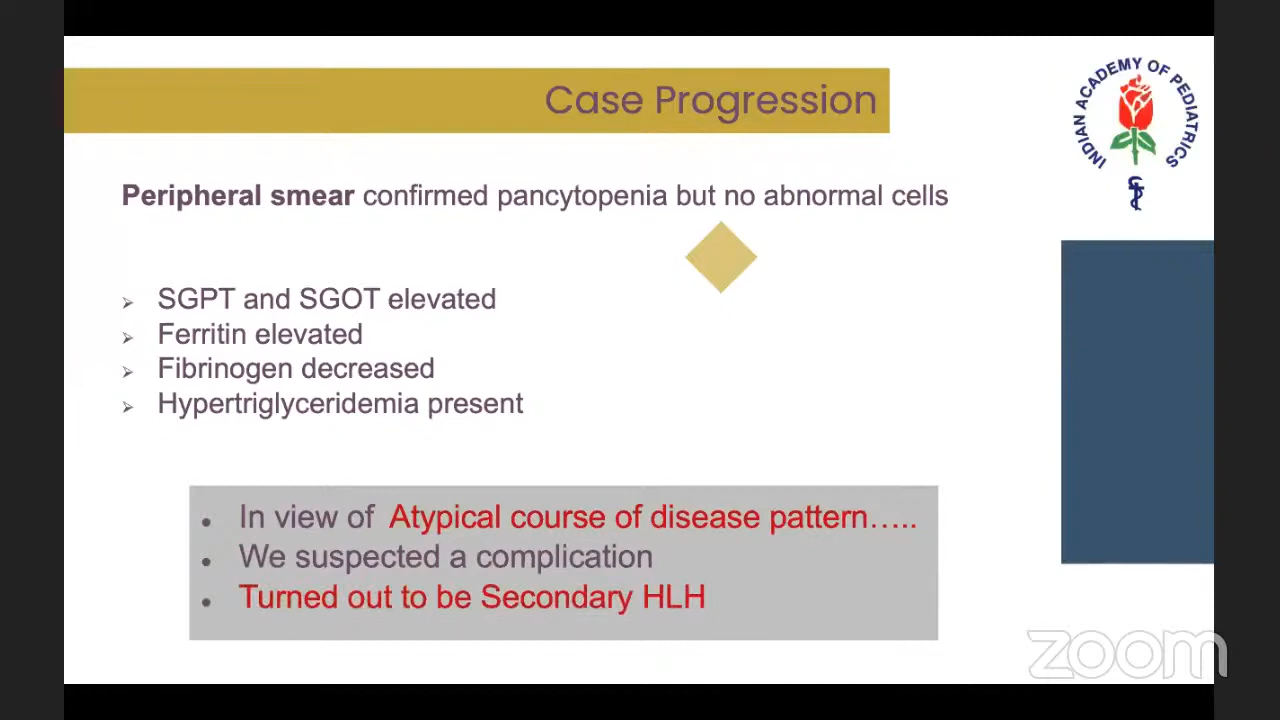 Case Progression
INDIAN ACADEMY OF PEDIATRICS
Peripheral smear confirmed pancytopenia but no abnormal cells
SGPT and SGOT elevated
Ferritin elevated
Fibrinogen decreased
Hypertriglyceridemia present
In view of Atypical course of disease pattern…..
We suspected a complication
Turned out to be Secondary HLH
zoom